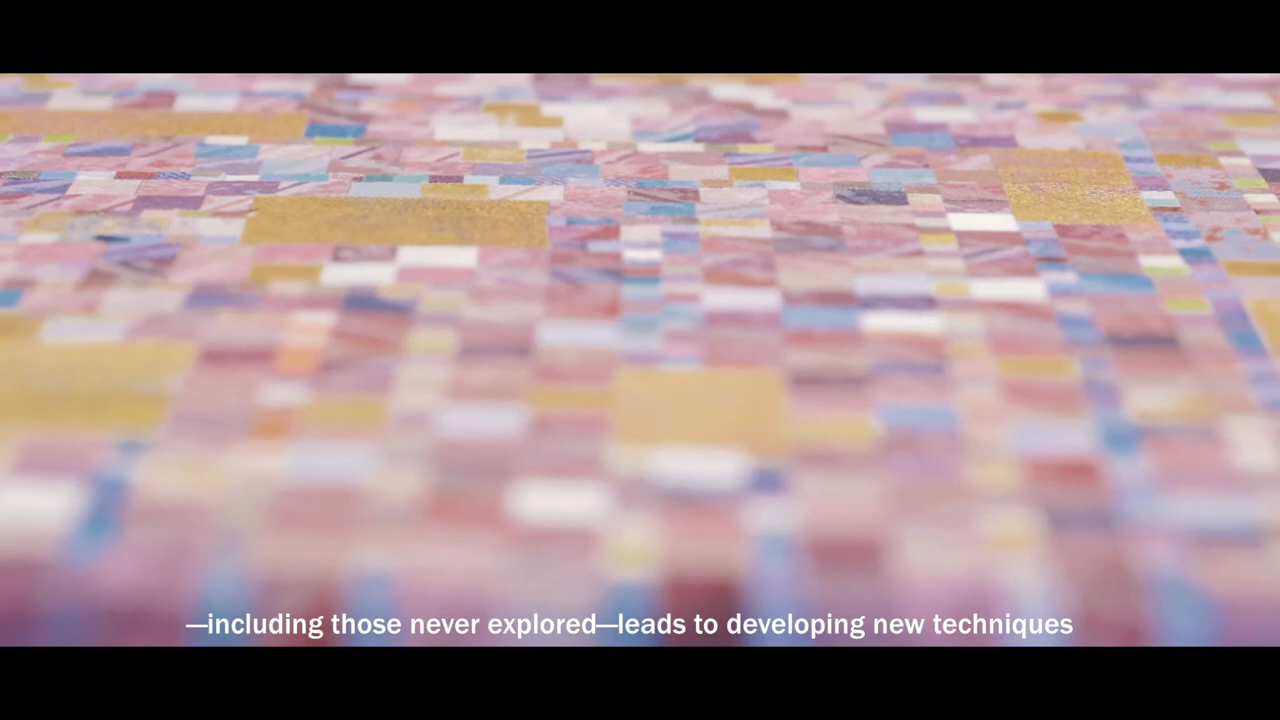 —including those never explored—leads to developing new techniques